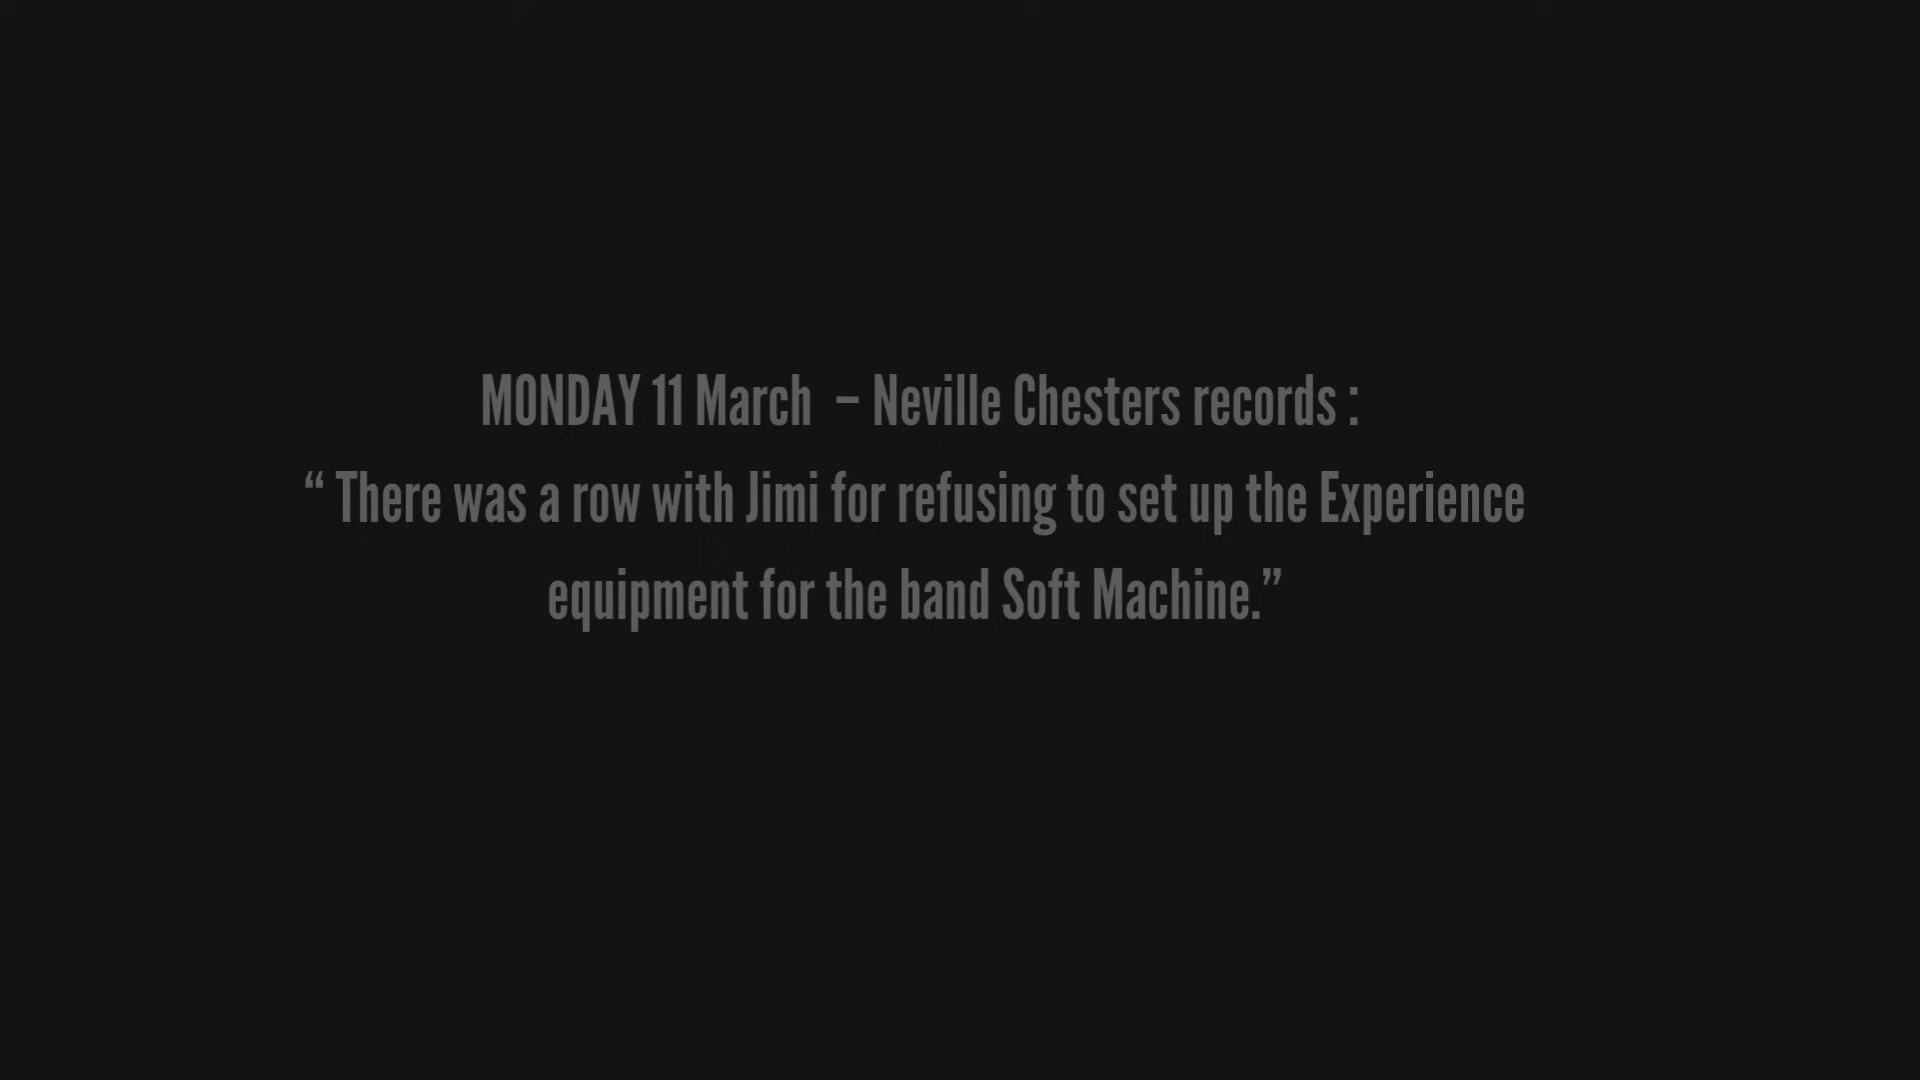 MONDAY 11 March – Neville Chesters records :
“ There was a row with Jimi for refusing to set up the Experience
equipment for the band Soft Machine.”